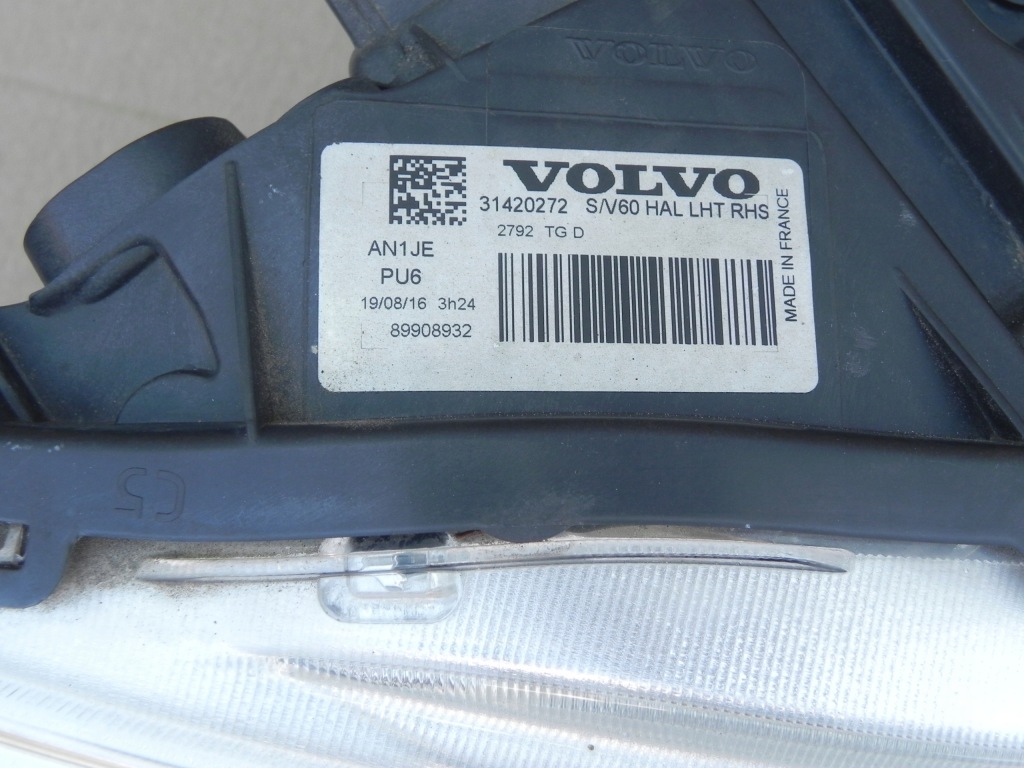 VOLVO
VOLVO
31420272 S/V60 HAL LHT RHS
2792 TG D
AN1JE
PU6
19/08/16 3h24
89908932
MADE IN FRANCE
C5